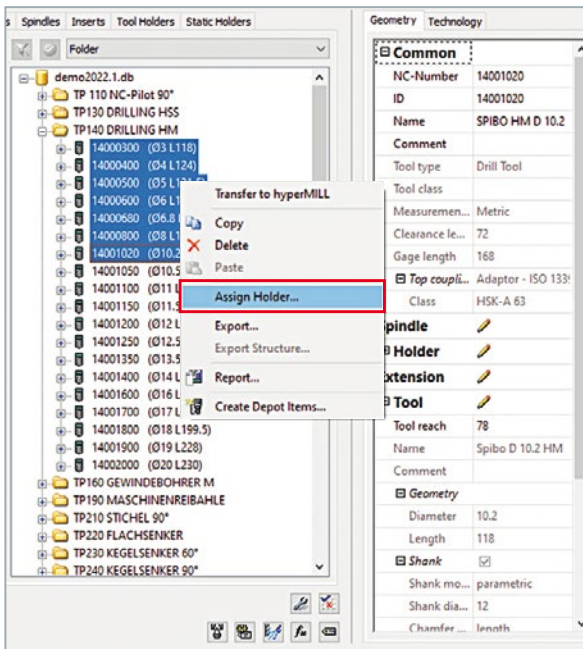 s Spindles Inserts Tool Holders Static Holders
Folder
demo2022.1.db
TP 110 NC-Pilot 90°
TP130 DRILLING HSS
TP140 DRILLING HM
14000300 (Ø3 L118)
14000400 (Ø4 L124)
14000500 (Ø5 L
14000600 (Ø6 L1
14000680 (Ø6.8
14000800 (Ø8 L1
14001020 (Ø10.2
14001050 (Ø10.5
14001100 (Ø11 L
14001150 (Ø11.5
14001200 (Ø12 L
14001250 (Ø12.5
14001350 (Ø13.5
14001400 (Ø14 L
14001600 (Ø16 L
14001700 (Ø17 L
14001800 (Ø18 L199.5)
14001900 (Ø19 L228)
14002000 (Ø20 L230)
TP160 GEWINDEBOHRER M
TP190 MASCHINENREIBAHLE
TP210 STICHEL 90°
TP220 FLACHSENKER
TP230 KEGELSENKER 60°
TP240 KEGELSENKER 90°
Transfer to hyperMILL
Copy
Delete
Paste
Assign Holder...
Export...
Export Structure...
Report...
Create Depot Items...
Geometry Technology
Common
NC-Number 14001020
ID 14001020
Name SPIBO HM D 10.2
Comment
Tool type Drill Tool
Tool class
Measuremen... Metric
Clearance le... 72
Gage length 168
Top coupli... Adaptor - ISO 1339
Class HSK-A 63
pindle
Holder
xtension
Tool
Tool reach 78
Name Spibo D 10.2 HM
Comment
Geometry
Diameter 10.2
Length 118
Shank
Shank mo... parametric
Shank dia... 12
Chamfer ... length